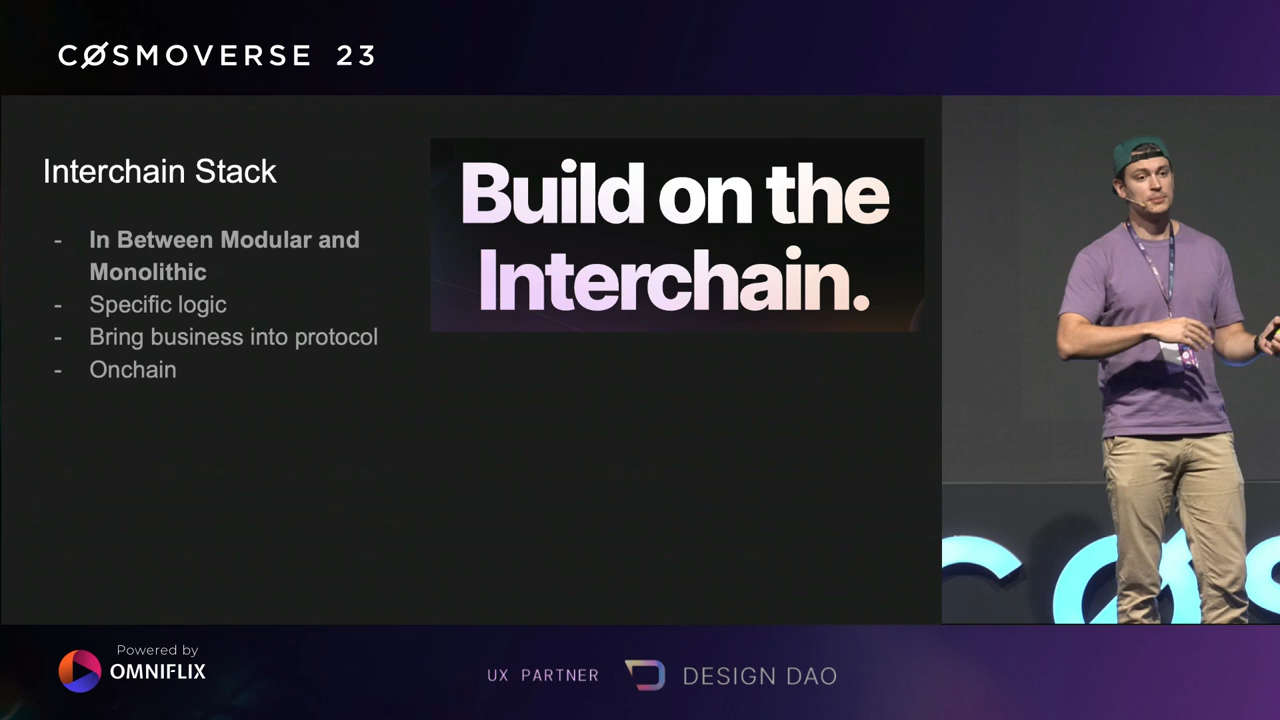 CØSMOVERSE 23
Interchain Stack
- In Between Modular and
Monolithic
- Specific logic
- Bring business into protocol
- Onchain
Build on the
Interchain.
cøs
Powered by
OMNIFLIX
UX PARTNER
DESIGN DAO